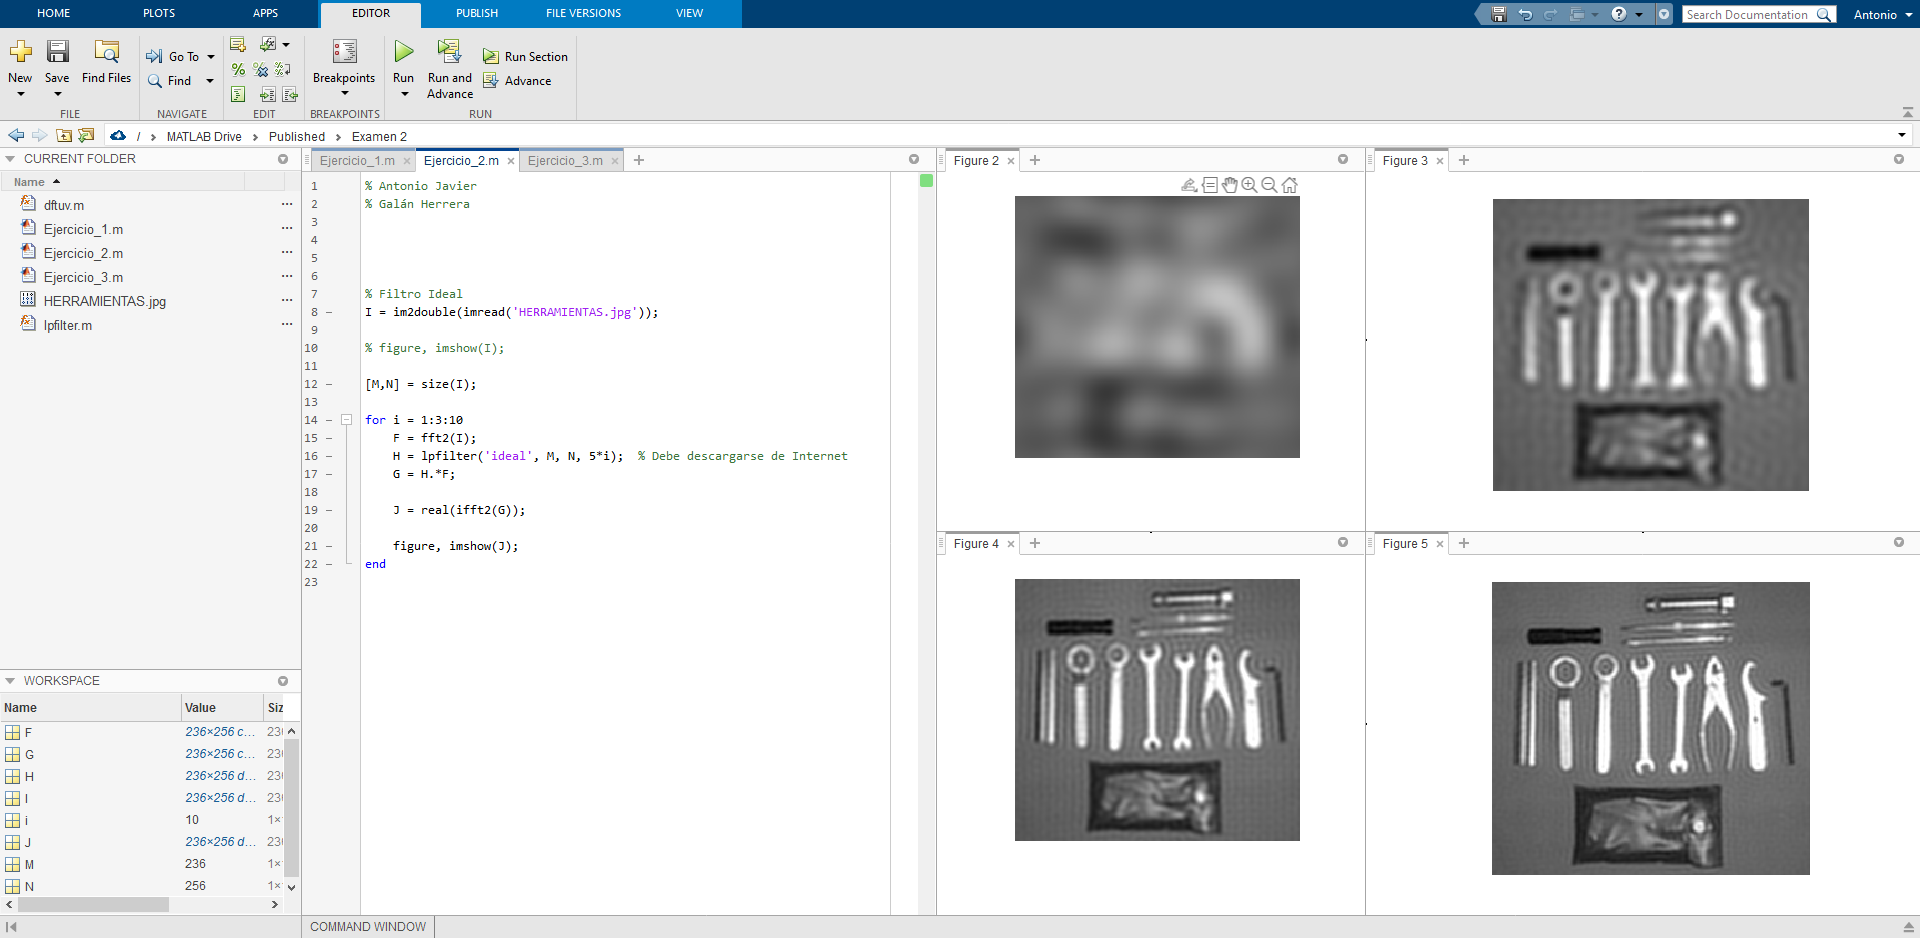 HOME PLOTS APPS EDITOR PUBLISH FILE VERSIONS VIEW
Search Documentation
Antonio
New
Save
Find Files
Go To
Find
Breakpoints
Run
Run and Advance
Run Section
Advance
FILE NAVIGATE EDIT BREAKPOINTS RUN
/ › MATLAB Drive › Published › Examen 2
CURRENT FOLDER
Name
dftuv.m
Ejercicio_1.m
Ejercicio_2.m
Ejercicio_3.m
HERRAMIENTAS.jpg
lpfilter.m
WORKSPACE
Name Value Siz
F 236×256 c... 23
G 236×256 c... 23
H 236×256 d... 23
I 236×256 d... 23
i 10 1×
J 236×256 d... 23
M 236 1×
N 256 1×
Ejercicio_1.m × Ejercicio_2.m × Ejercicio_3.m × +
1 % Antonio Javier
2 % Galán Herrera
3
4
5
6
7 % Filtro Ideal
8 – I = im2double(imread('HERRAMIENTAS.jpg'));
9
10 % figure, imshow(I);
11
12 – [M,N] = size(I);
13
14 – for i = 1:3:10
15 – F = fft2(I);
16 – H = lpfilter('ideal', M, N, 5*i); % Debe descargarse de Internet
17 – G = H.*F;
18
19 – J = real(ifft2(G));
20
21 – figure, imshow(J);
22 – end
23
Figure 2 × +
Figure 3 × +
Figure 4 × +
Figure 5 × +
COMMAND WINDOW